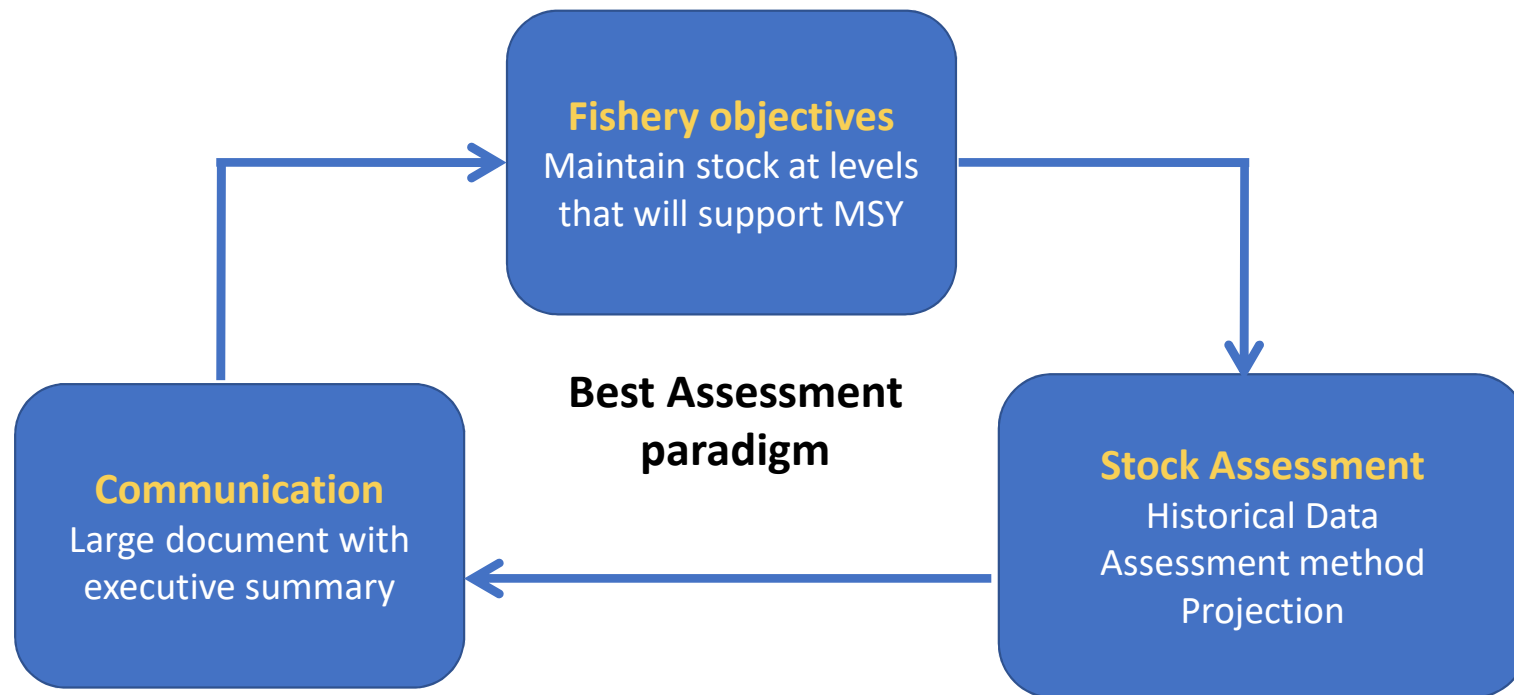 Fishery objectives
Maintain stock at levels
that will support MSY
Best Assessment
paradigm
Communication
Large document with
executive summary
Stock Assessment
Historical Data
Assessment method
Projection